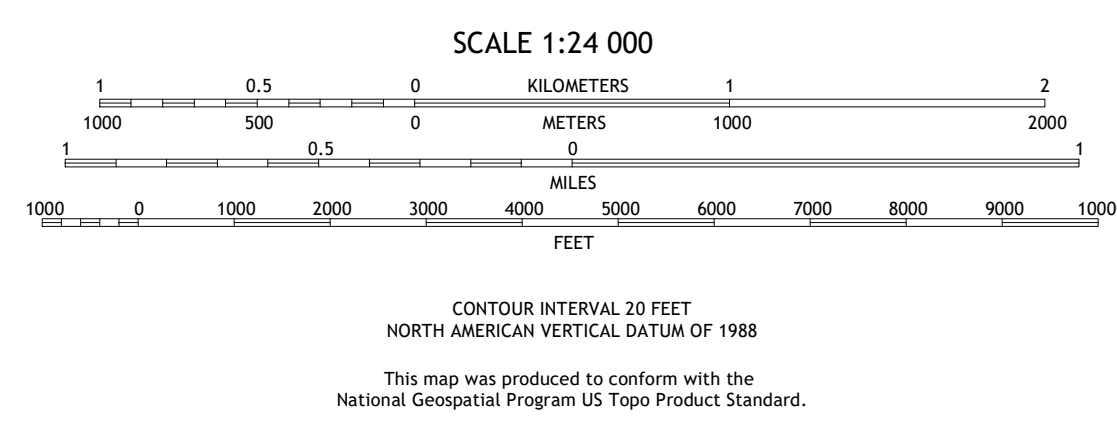 SCALE 1:24 000
1 0.5 0 KILOMETERS 1 2
1000 500 0 METERS 1000 2000
1 0.5 0 1
MILES
1000 0 1000 2000 3000 4000 5000 6000 7000 8000 9000 1000
FEET
CONTOUR INTERVAL 20 FEET
NORTH AMERICAN VERTICAL DATUM OF 1988
This map was produced to conform with the
National Geospatial Program US Topo Product Standard.